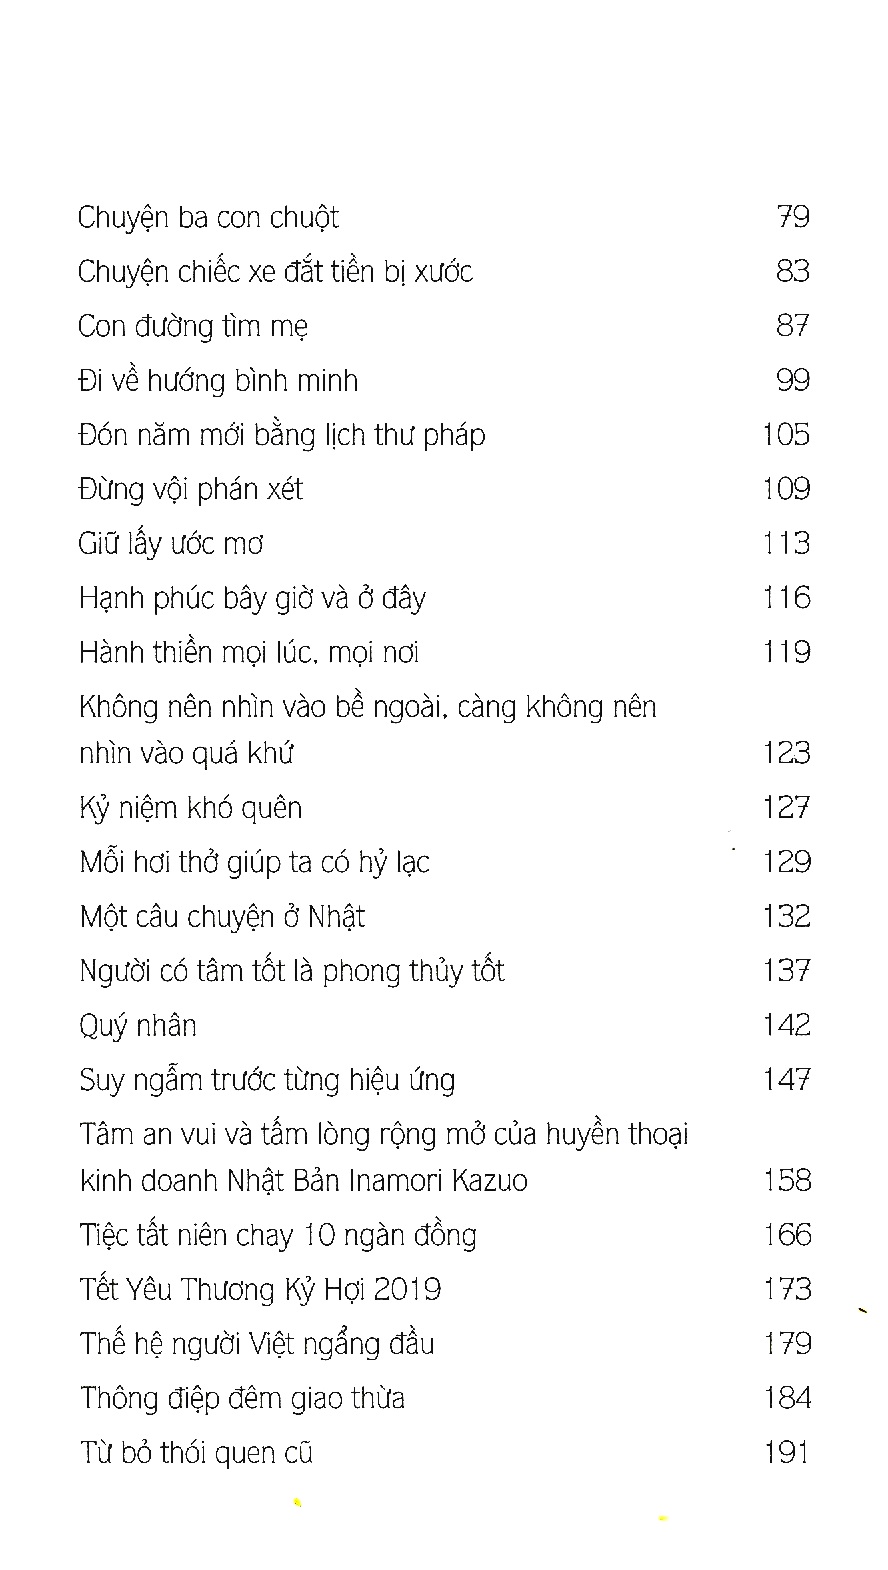 Chuyện ba con chuột 79
Chuyện chiếc xe đắt tiền bị xước 83
Con đường tìm mẹ 87
Đi về hướng bình minh 99
Đón năm mới bằng lịch thư pháp 105
Đừng vội phán xét 109
Giữ lấy ước mơ 113
Hạnh phúc bây giờ và ở đây 116
Hành thiền mọi lúc, mọi nơi 119
Không nên nhìn vào bề ngoài, càng không nên
nhìn vào quá khứ 123
Kỷ niệm khó quên 127
Mỗi hơi thở giúp ta có hỷ lạc 129
Một câu chuyện ở Nhật 132
Người có tâm tốt là phong thủy tốt 137
Quý nhân 142
Suy ngẫm trước từng hiệu ứng 147
Tâm an vui và tấm lòng rộng mở của huyền thoại
kinh doanh Nhật Bản Inamori Kazuo 158
Tiệc tất niên chay 10 ngàn đồng 166
Tết Yêu Thương Kỷ Hợi 2019 173
Thế hệ người Việt ngẩng đầu 179
Thông điệp đêm giao thừa 184
Từ bỏ thói quen cũ 191